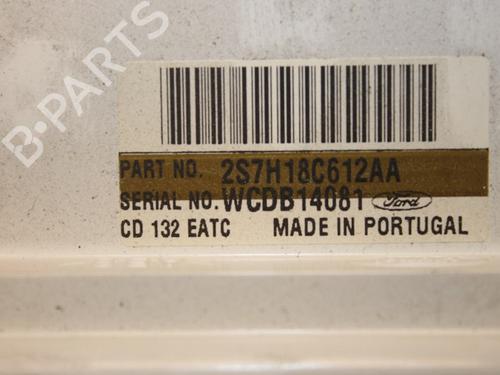 B-PARTS
PART NO. 2S7H18C612AA
SERIAL NO. WCDB14081 Ford
CD 132 EATC MADE IN PORTUGAL